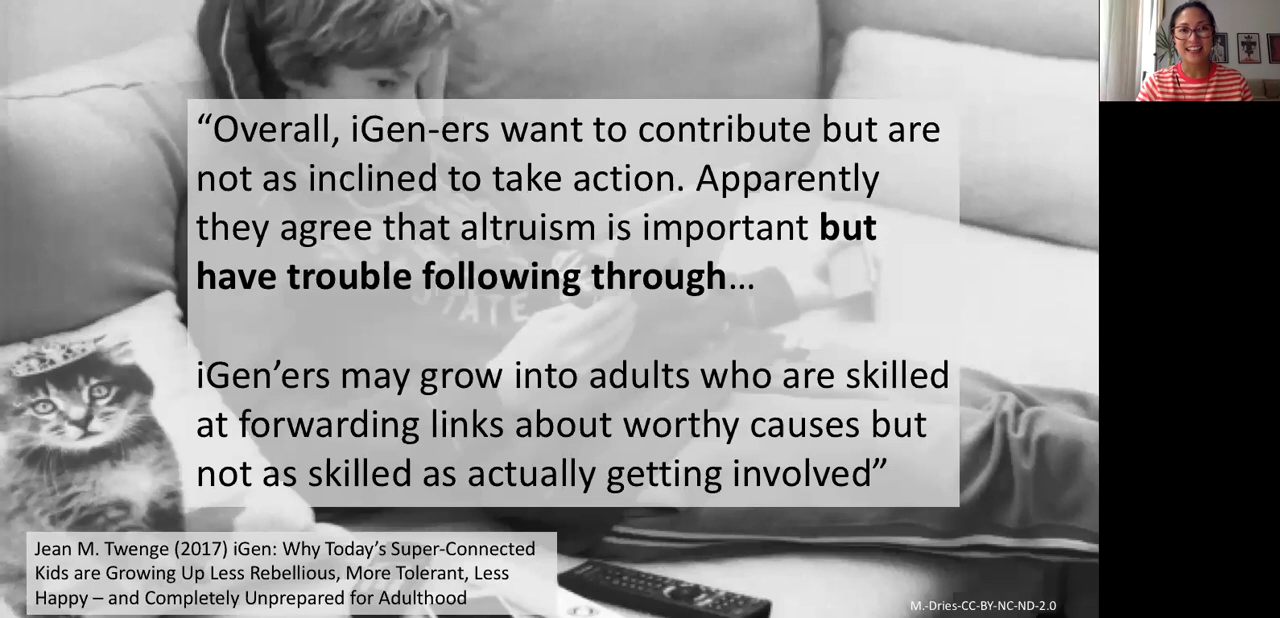 “Overall, iGen-ers want to contribute but are
not as inclined to take action. Apparently
they agree that altruism is important but
have trouble following through…
STATE
iGen’ers may grow into adults who are skilled
at forwarding links about worthy causes but
not as skilled as actually getting involved”
Jean M. Twenge (2017) iGen: Why Today’s Super-Connected
Kids are Growing Up Less Rebellious, More Tolerant, Less
Happy – and Completely Unprepared for Adulthood
M.-Dries-CC-BY-NC-ND-2.0